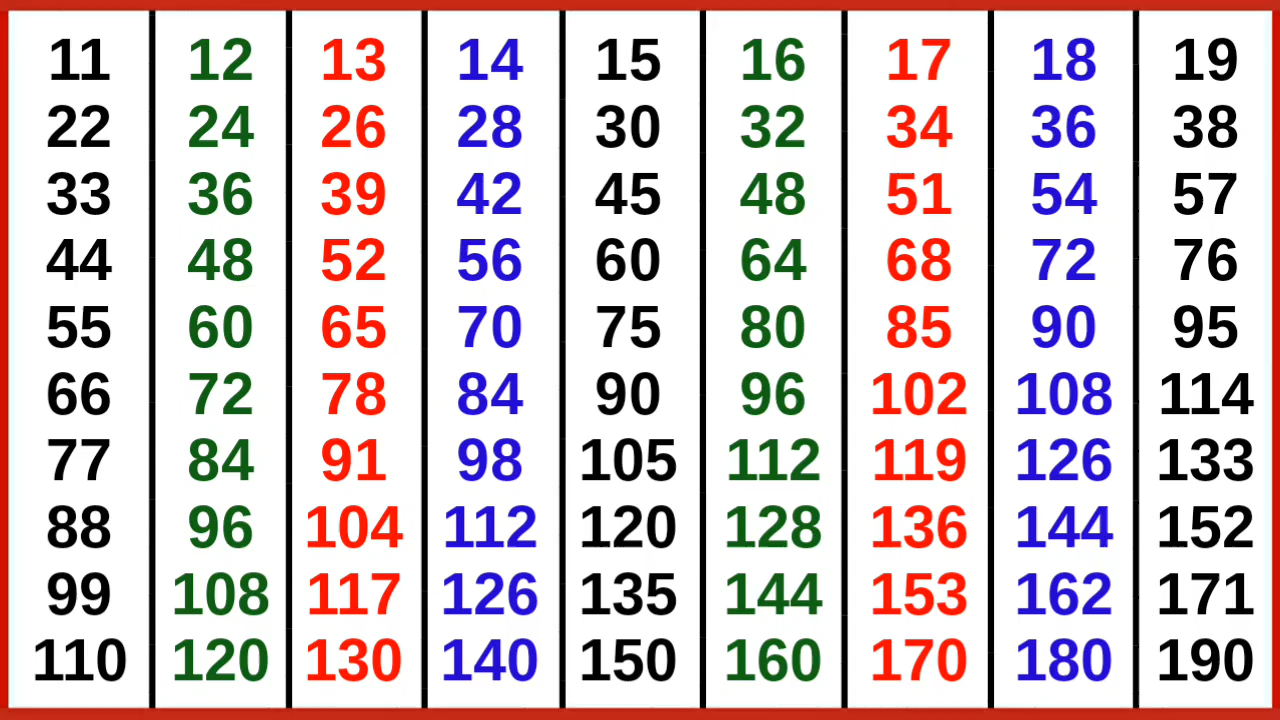 11 12 13 14 15 16 17 18 19
22 24 26 28 30 32 34 36 38
33 36 39 42 45 48 51 54 57
44 48 52 56 60 64 68 72 76
55 60 65 70 75 80 85 90 95
66 72 78 84 90 96 102 108 114
77 84 91 98 105 112 119 126 133
88 96 104 112 120 128 136 144 152
99 108 117 126 135 144 153 162 171
110 120 130 140 150 160 170 180 190